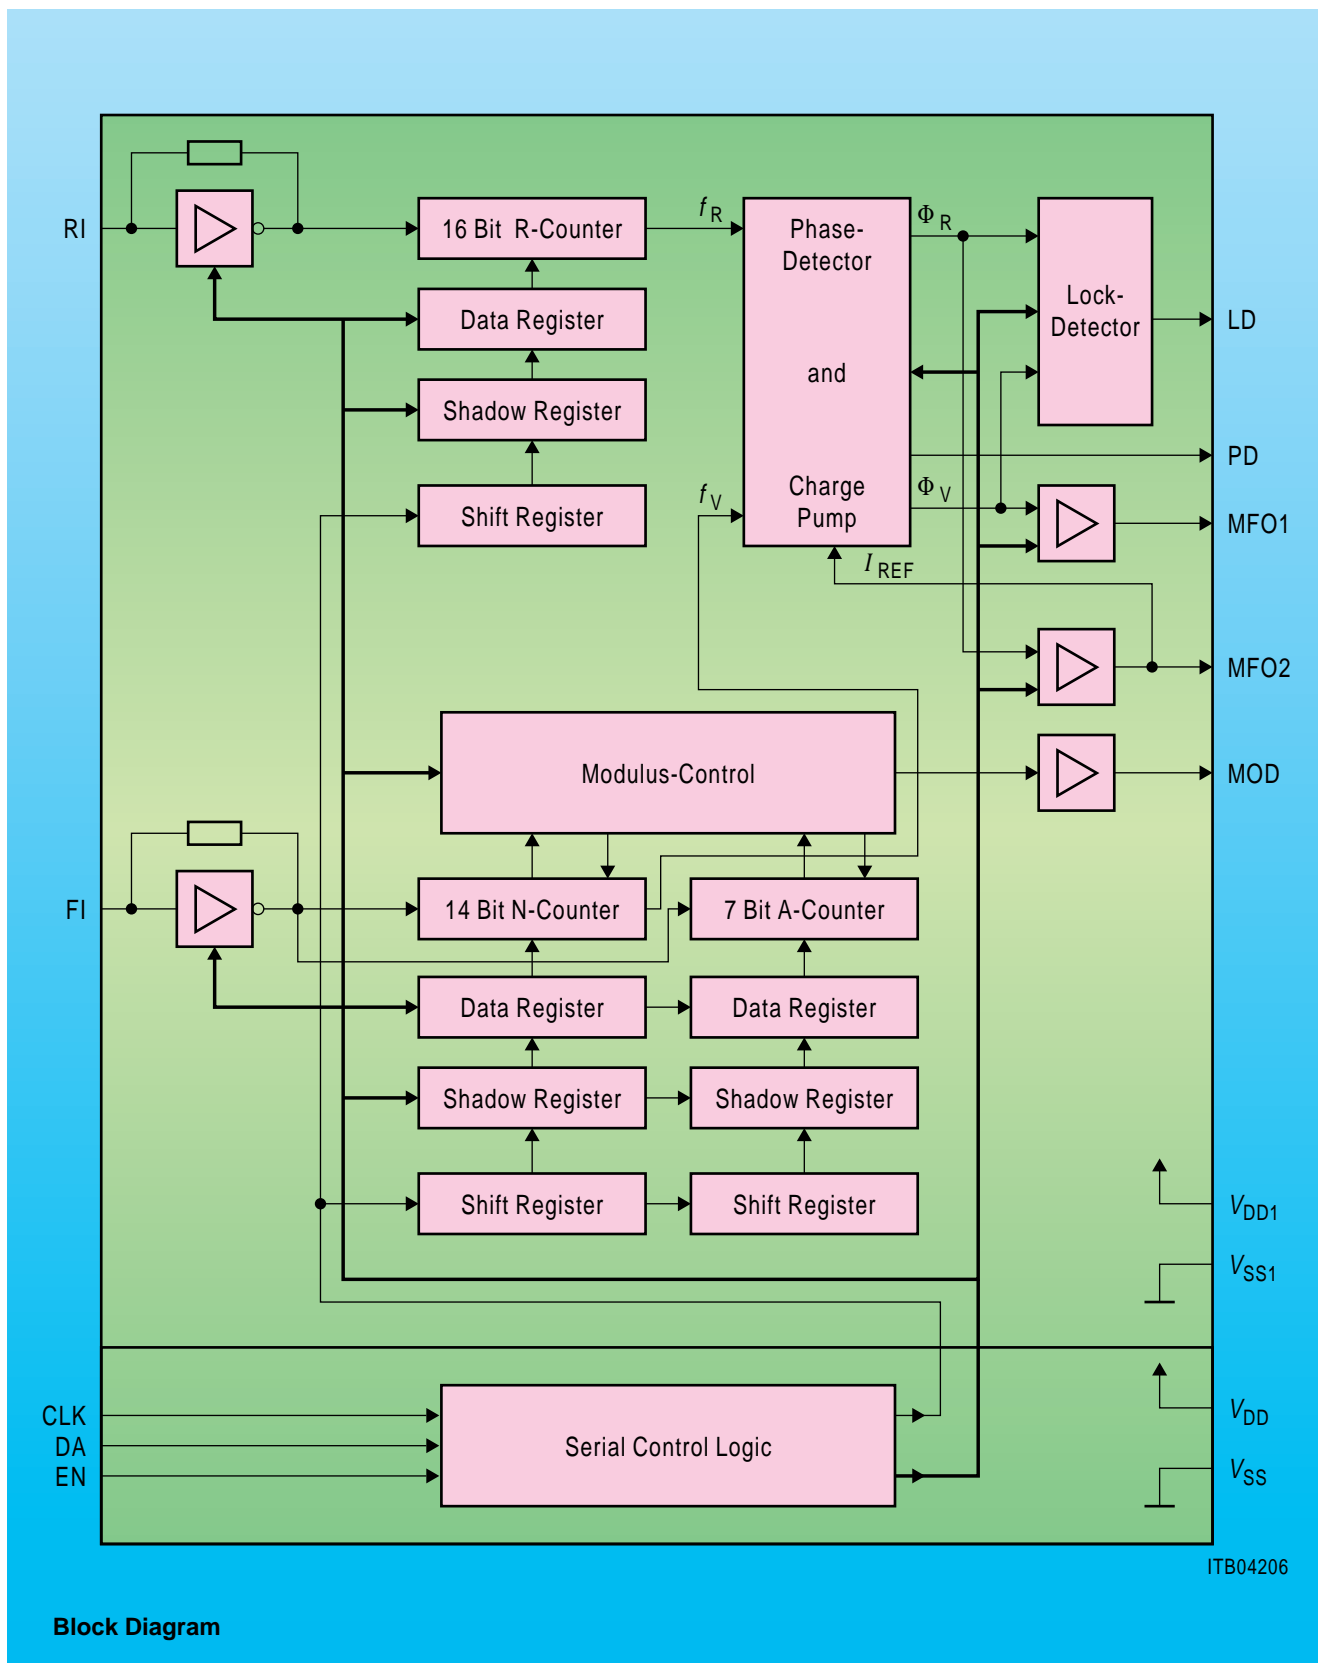 RI
16 Bit R-Counter
fR
Phase-
Detector
and
Charge
Pump
ΦR
Lock-
Detector
LD
Data Register
Shadow Register
Shift Register
fV
ΦV
PD
MFO1
IREF
MFO2
Modulus-Control
MOD
FI
14 Bit N-Counter
7 Bit A-Counter
Data Register
Data Register
Shadow Register
Shadow Register
Shift Register
Shift Register
VDD1
VSS1
CLK
DA
EN
Serial Control Logic
VDD
VSS
ITB04206
Block Diagram